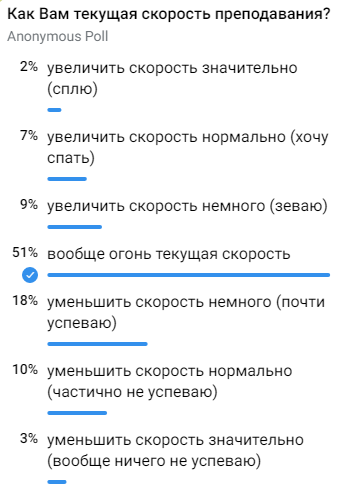 Как Вам текущая скорость преподавания?
Anonymous Poll
2% увеличить скорость значительно
(сплю)
7% увеличить скорость нормально (хочу
спать)
9% увеличить скорость немного (зеваю)
51% вообще огонь текущая скорость
18% уменьшить скорость немного (почти
успеваю)
10% уменьшить скорость нормально
(частично не успеваю)
3% уменьшить скорость значительно
(вообще ничего не успеваю)